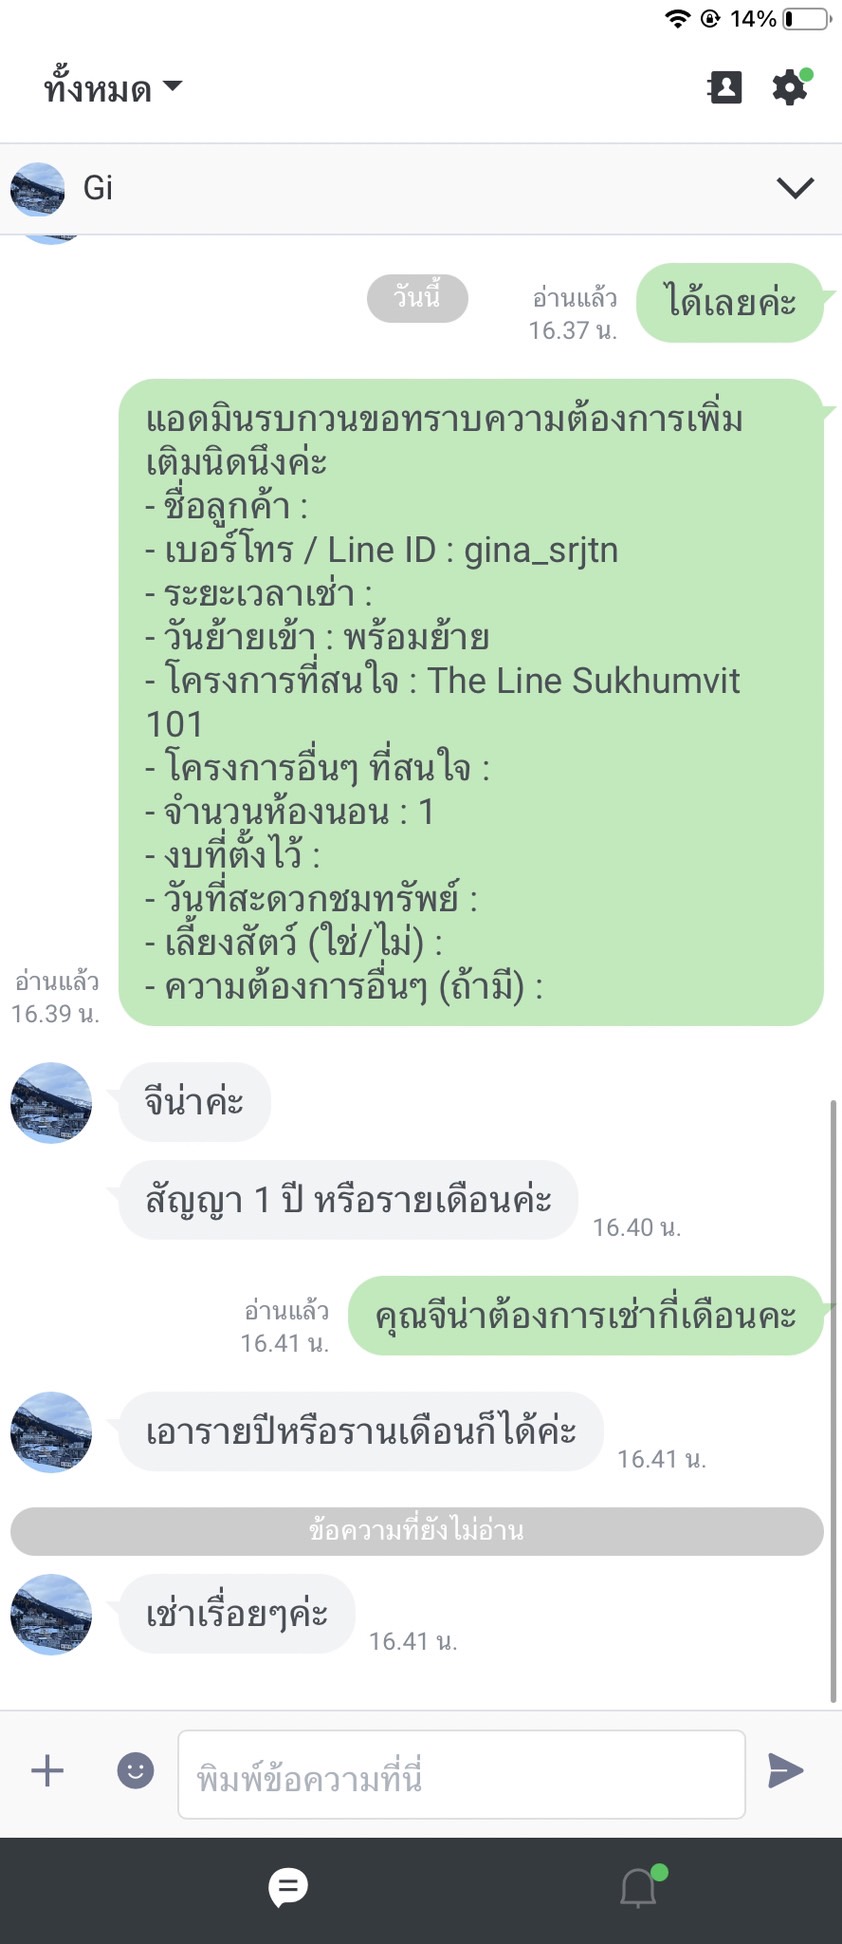 14%
ทั้งหมด
Gi
วันนี้
อ่านแล้ว
16.37 น.
ได้เลยค่ะ
แอดมินรบกวนขอทราบความต้องการเพิ่ม
เติมนิดนึงค่ะ
- ชื่อลูกค้า :
- เบอร์โทร / Line ID : gina_srjtn
- ระยะเวลาเช่า :
- วันย้ายเข้า : พร้อมย้าย
- โครงการที่สนใจ : The Line Sukhumvit
101
- โครงการอื่นๆ ที่สนใจ :
- จำนวนห้องนอน : 1
- งบที่ตั้งไว้ :
- วันที่สะดวกชมทรัพย์ :
- เลี้ยงสัตว์ (ใช่/ไม่) :
- ความต้องการอื่นๆ (ถ้ามี) :
อ่านแล้ว
16.39 น.
จีน่าค่ะ
สัญญา 1 ปี หรือรายเดือนค่ะ
16.40 น.
อ่านแล้ว
16.41 น.
คุณจีน่าต้องการเช่ากี่เดือนคะ
เอารายปีหรือรานเดือนก็ได้ค่ะ
16.41 น.
ข้อความที่ยังไม่อ่าน
เช่าเรื่อยๆค่ะ
16.41 น.
พิมพ์ข้อความที่นี่